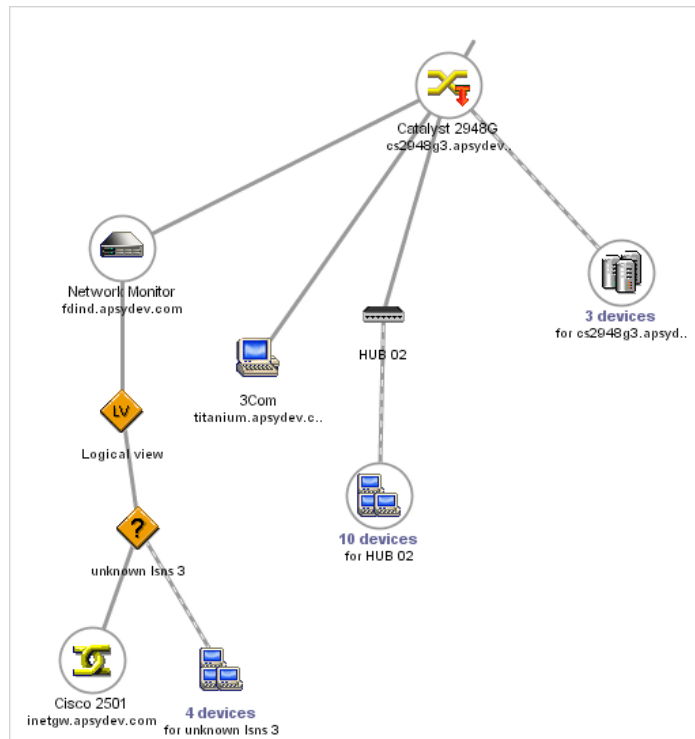 Catalyst 2948G
cs2948g3.apsydev..
Network Monitor
fdind.apsydev.com
3 devices
for cs2948g3.apsyd..
HUB 02
3Com
titanium.apsydev.c..
LV
Logical view
?
unknown lsns 3
10 devices
for HUB 02
Cisco 2501
inetgw.apsydev.com
4 devices
for unknown lsns 3